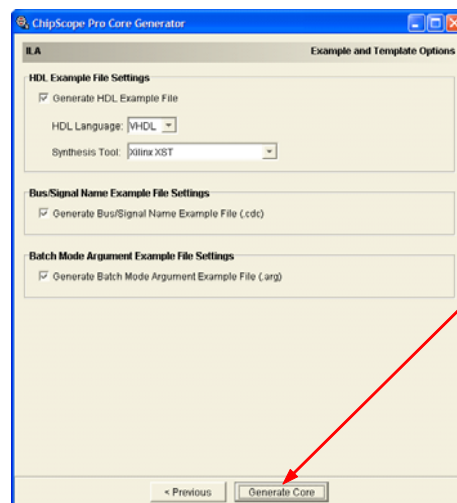 ChipScope Pro Core Generator
ILA Example and Template Options
HDL Example File Settings
Generate HDL Example File
HDL Language: VHDL
Synthesis Tool: Xilinx XST
Bus/Signal Name Example File Settings
Generate Bus/Signal Name Example File (.cdc)
Batch Mode Argument Example File Settings
Generate Batch Mode Argument Example File (.arg)
< Previous Generate Core